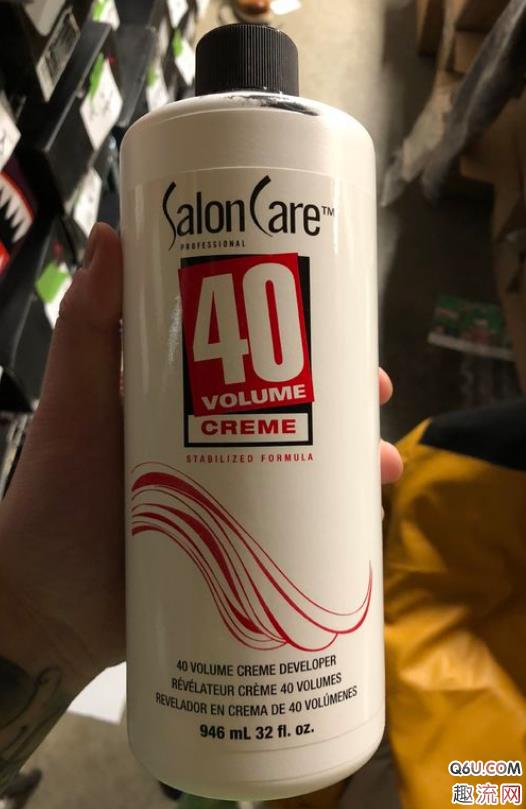 Salon Care™
PROFESSIONAL
40
VOLUME
CREME
STABILIZED FORMULA
40 VOLUME CREME DEVELOPER
RÉVÉLATEUR CRÈME 40 VOLUMES
REVELADOR EN CREMA DE 40 VOLÚMENES
946 mL 32 fl. oz.
Q6U.COM
趣流网